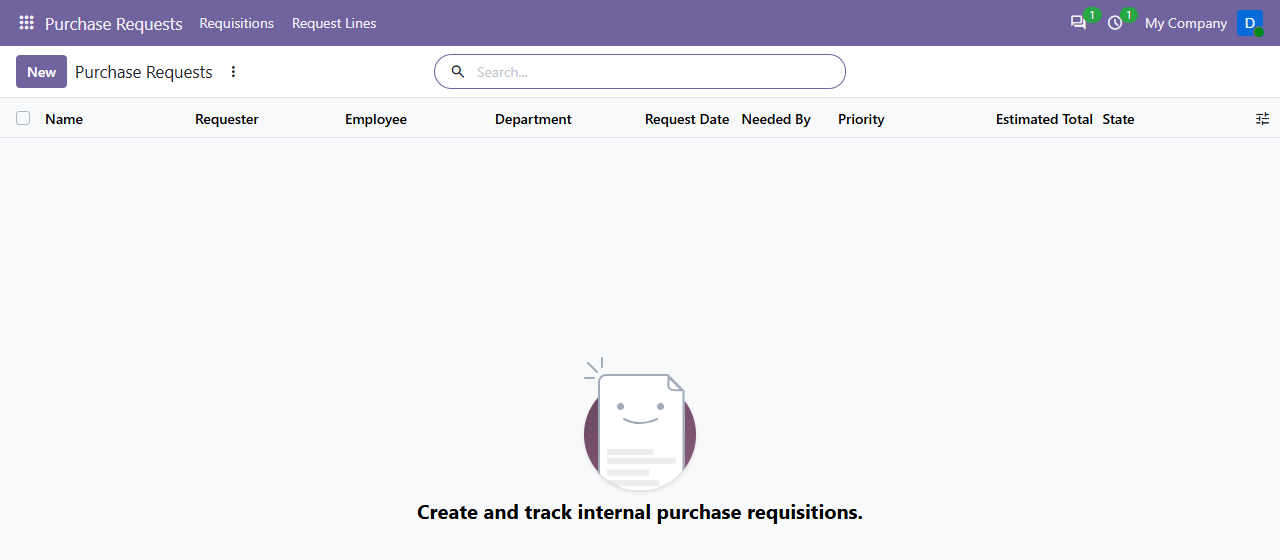 Purchase Requests Requisitions Request Lines 1 1 My Company D
New Purchase Requests Search...
Name Requester Employee Department Request Date Needed By Priority Estimated Total State
Create and track internal purchase requisitions.